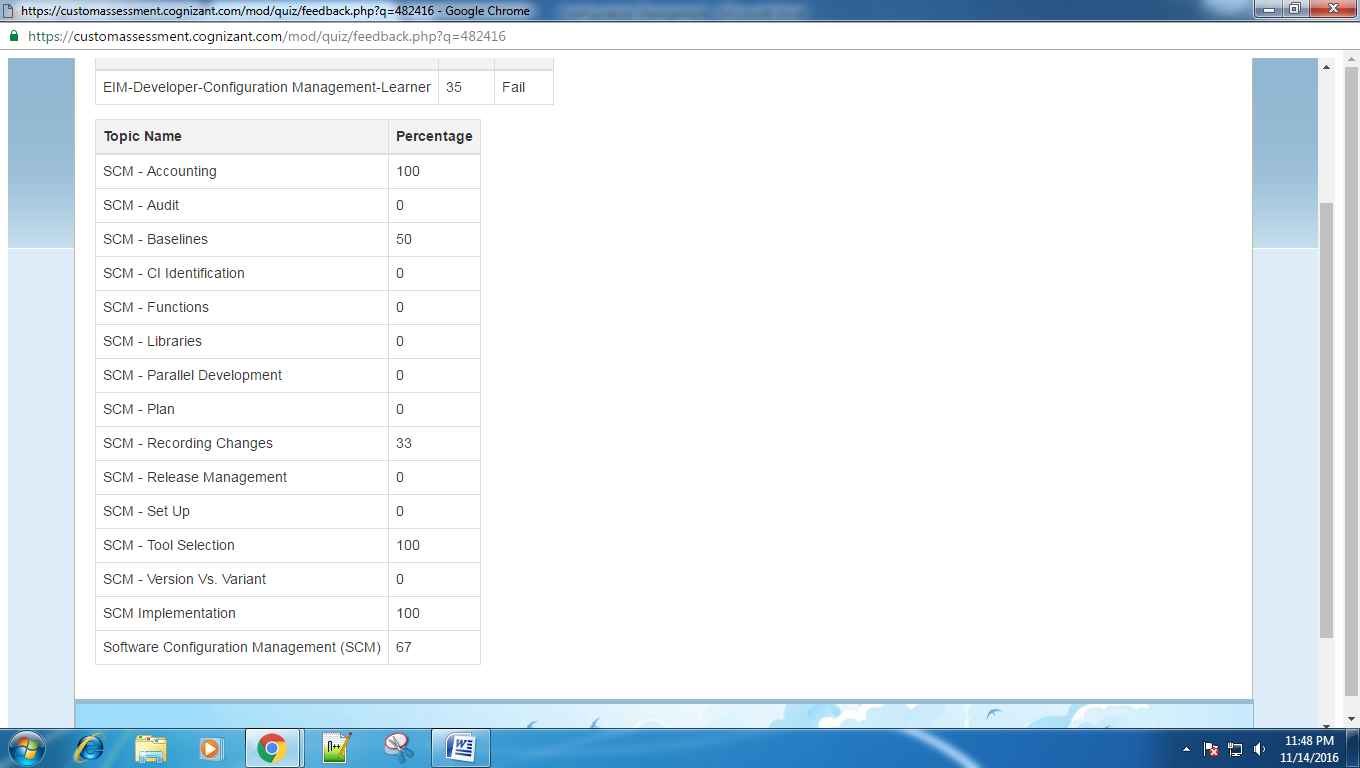 https://customassessment.cognizant.com/mod/quiz/feedback.php?q=482416 - Google Chrome
https://customassessment.cognizant.com/mod/quiz/feedback.php?q=482416
EIM-Developer-Configuration Management-Learner 35 Fail
Topic Name Percentage
SCM - Accounting 100
SCM - Audit 0
SCM - Baselines 50
SCM - CI Identification 0
SCM - Functions 0
SCM - Libraries 0
SCM - Parallel Development 0
SCM - Plan 0
SCM - Recording Changes 33
SCM - Release Management 0
SCM - Set Up 0
SCM - Tool Selection 100
SCM - Version Vs. Variant 0
SCM Implementation 100
Software Configuration Management (SCM) 67
11:48 PM
11/14/2016